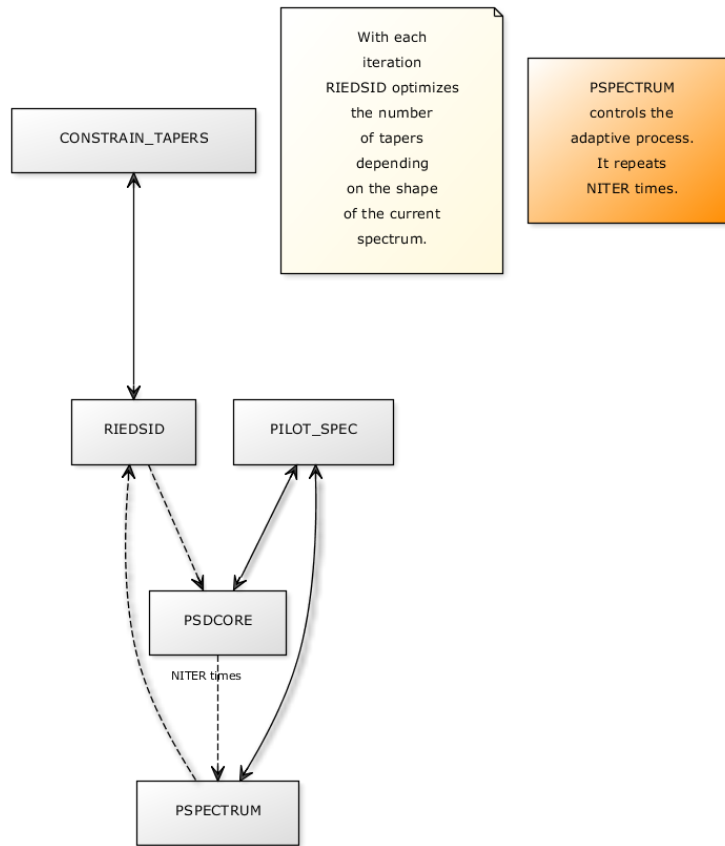 With each
iteration
RIEDSID optimizes
the number
of tapers
depending
on the shape
of the current
spectrum.
PSPECTRUM
controls the
adaptive process.
It repeats
NITER times.
CONSTRAIN_TAPERS
RIEDSID
PILOT_SPEC
PSDCORE
NITER times
PSPECTRUM